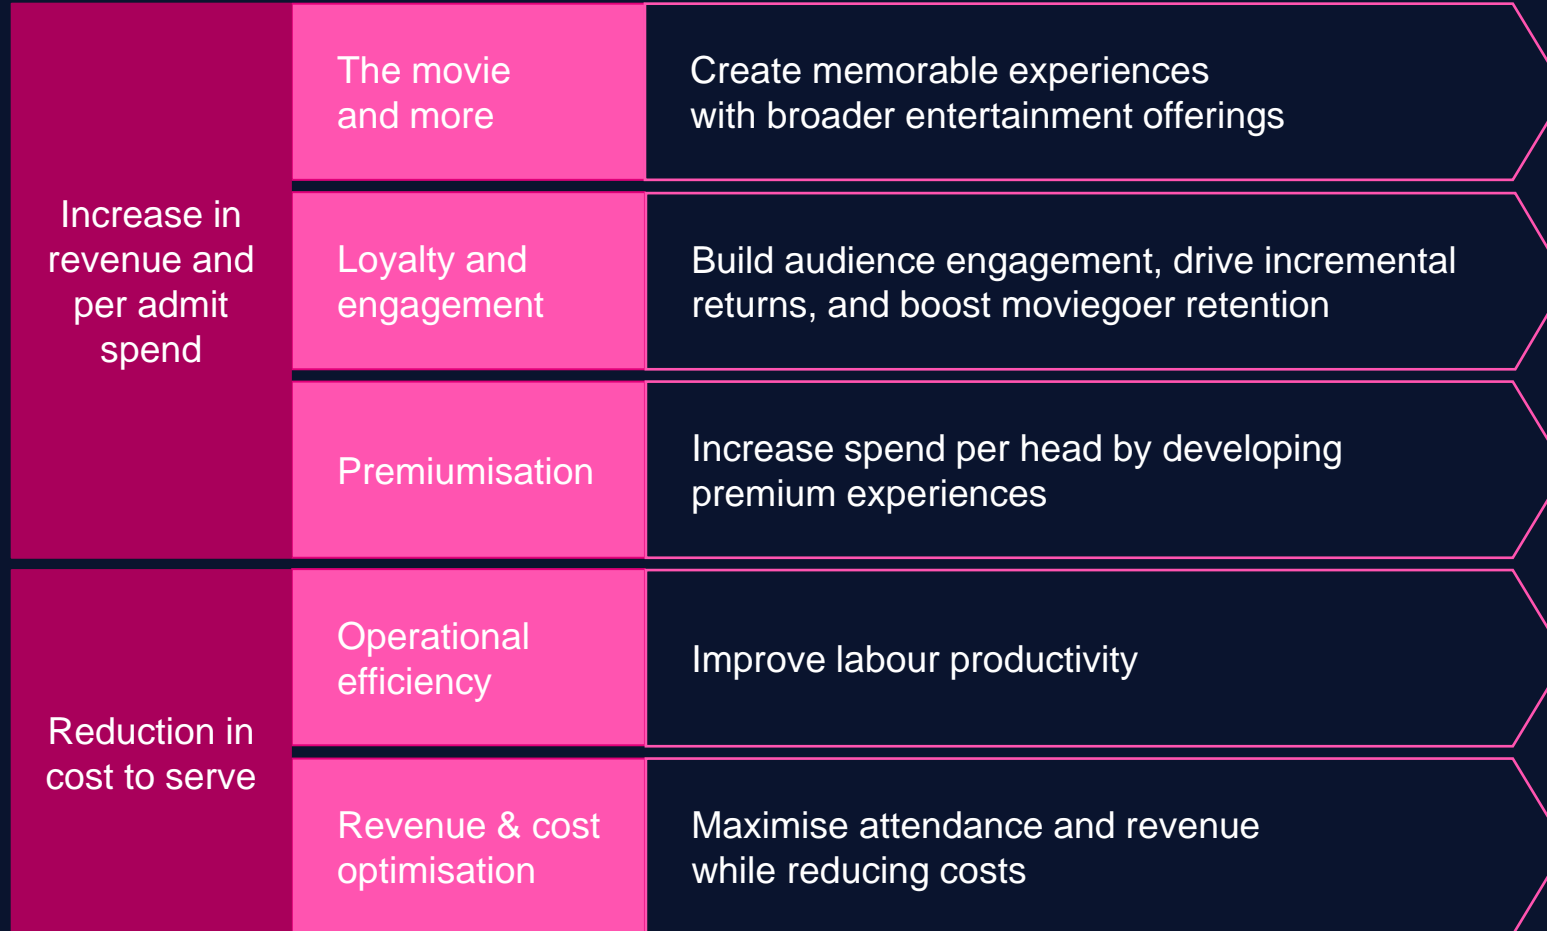 Increase in
revenue and
per admit
spend
The movie
and more
Create memorable experiences
with broader entertainment offerings
Loyalty and
engagement
Build audience engagement, drive incremental
returns, and boost moviegoer retention
Premiumisation
Increase spend per head by developing
premium experiences
Reduction in
cost to serve
Operational
efficiency
Improve labour productivity
Revenue & cost
optimisation
Maximise attendance and revenue
while reducing costs